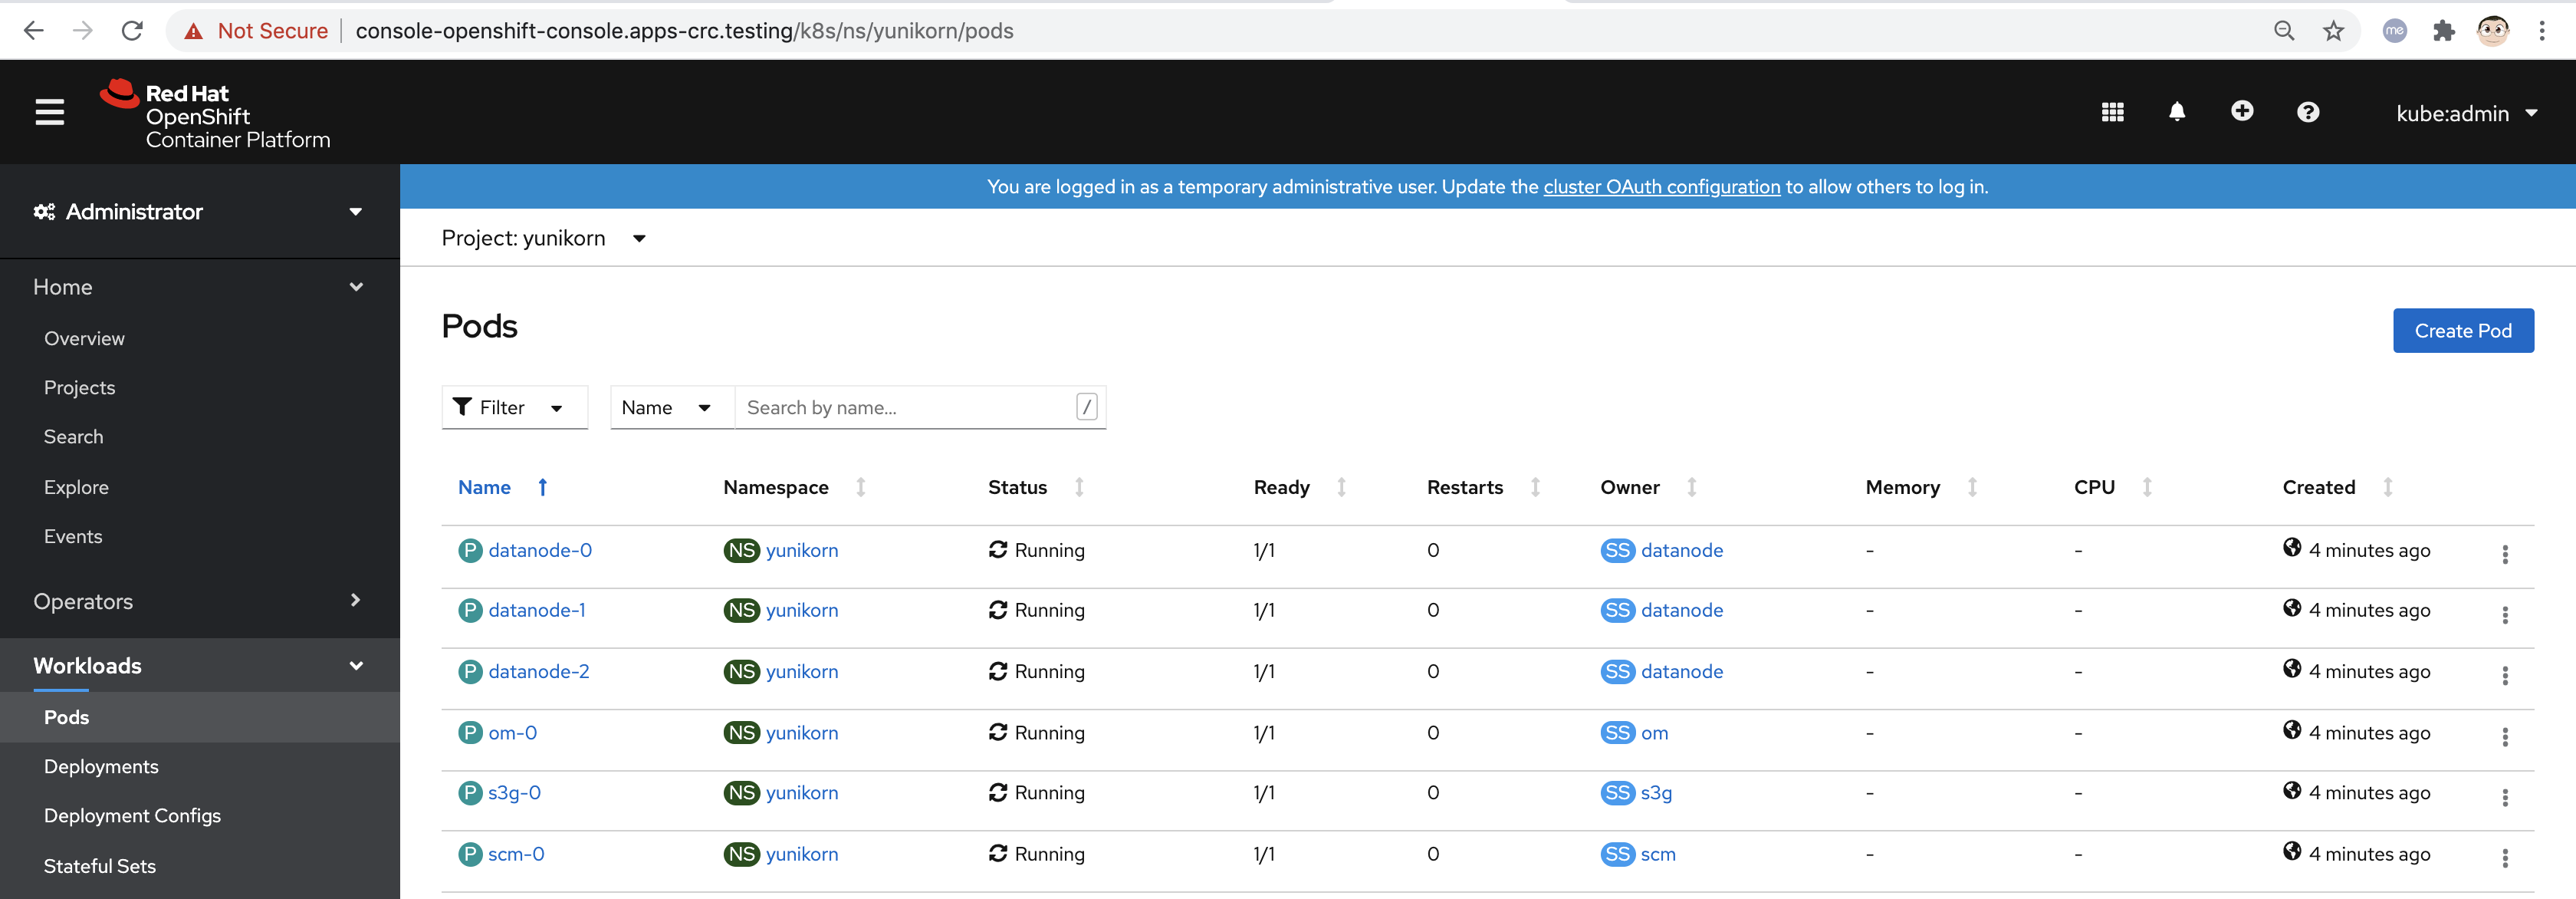 Not Secure | console-openshift-console.apps-crc.testing/k8s/ns/yunikorn/pods
me
Red Hat
OpenShift
Container Platform
kube:admin
You are logged in as a temporary administrative user. Update the cluster OAuth configuration to allow others to log in.
Administrator
Project: yunikorn
Home
Overview
Projects
Search
Explore
Events
Operators
Workloads
Pods
Deployments
Deployment Configs
Stateful Sets
Pods
Create Pod
Filter
Name
Search by name...
/
Name Namespace Status Ready Restarts Owner Memory CPU Created
P datanode-0 NS yunikorn Running 1/1 0 SS datanode - - 4 minutes ago
P datanode-1 NS yunikorn Running 1/1 0 SS datanode - - 4 minutes ago
P datanode-2 NS yunikorn Running 1/1 0 SS datanode - - 4 minutes ago
P om-0 NS yunikorn Running 1/1 0 SS om - - 4 minutes ago
P s3g-0 NS yunikorn Running 1/1 0 SS s3g - - 4 minutes ago
P scm-0 NS yunikorn Running 1/1 0 SS scm - - 4 minutes ago